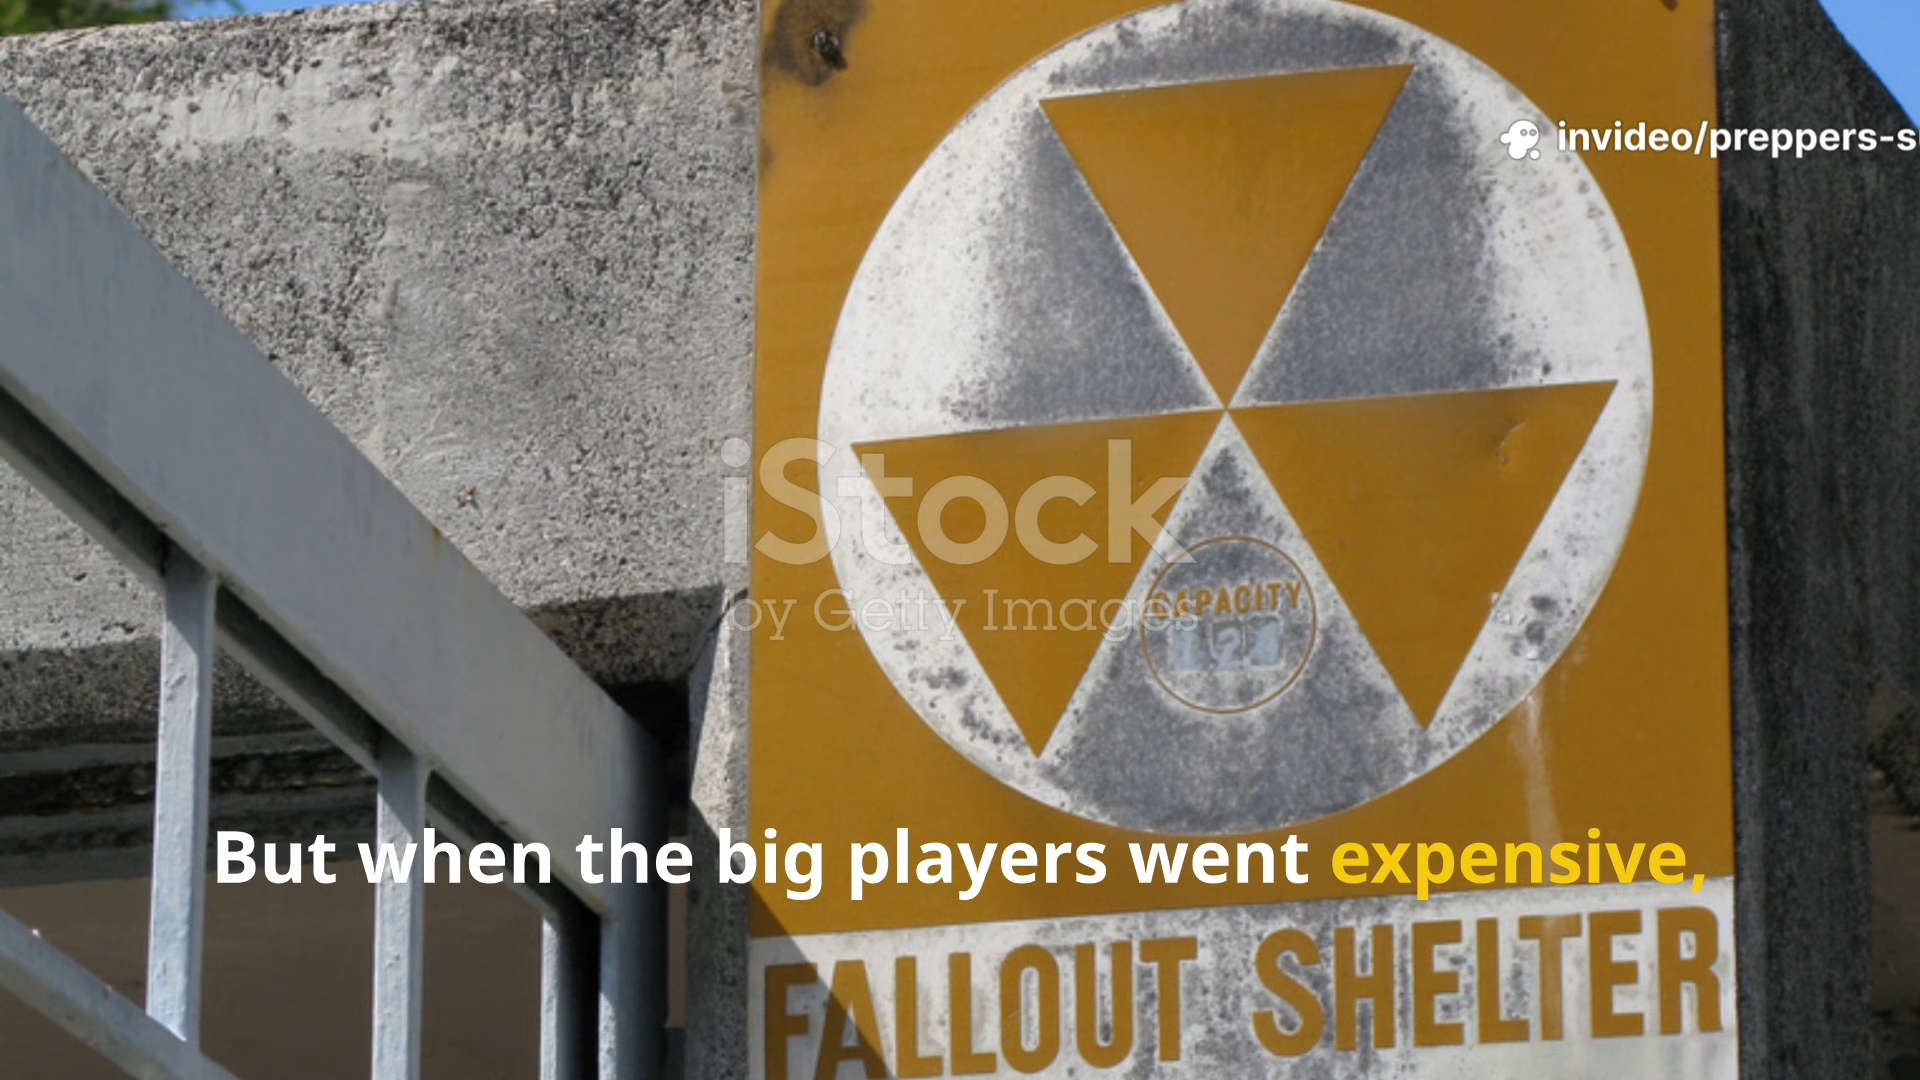 invideo/preppers-s
iStock
by Getty Images
CAPACITY
But when the big players went expensive,
FALLOUT SHELTER